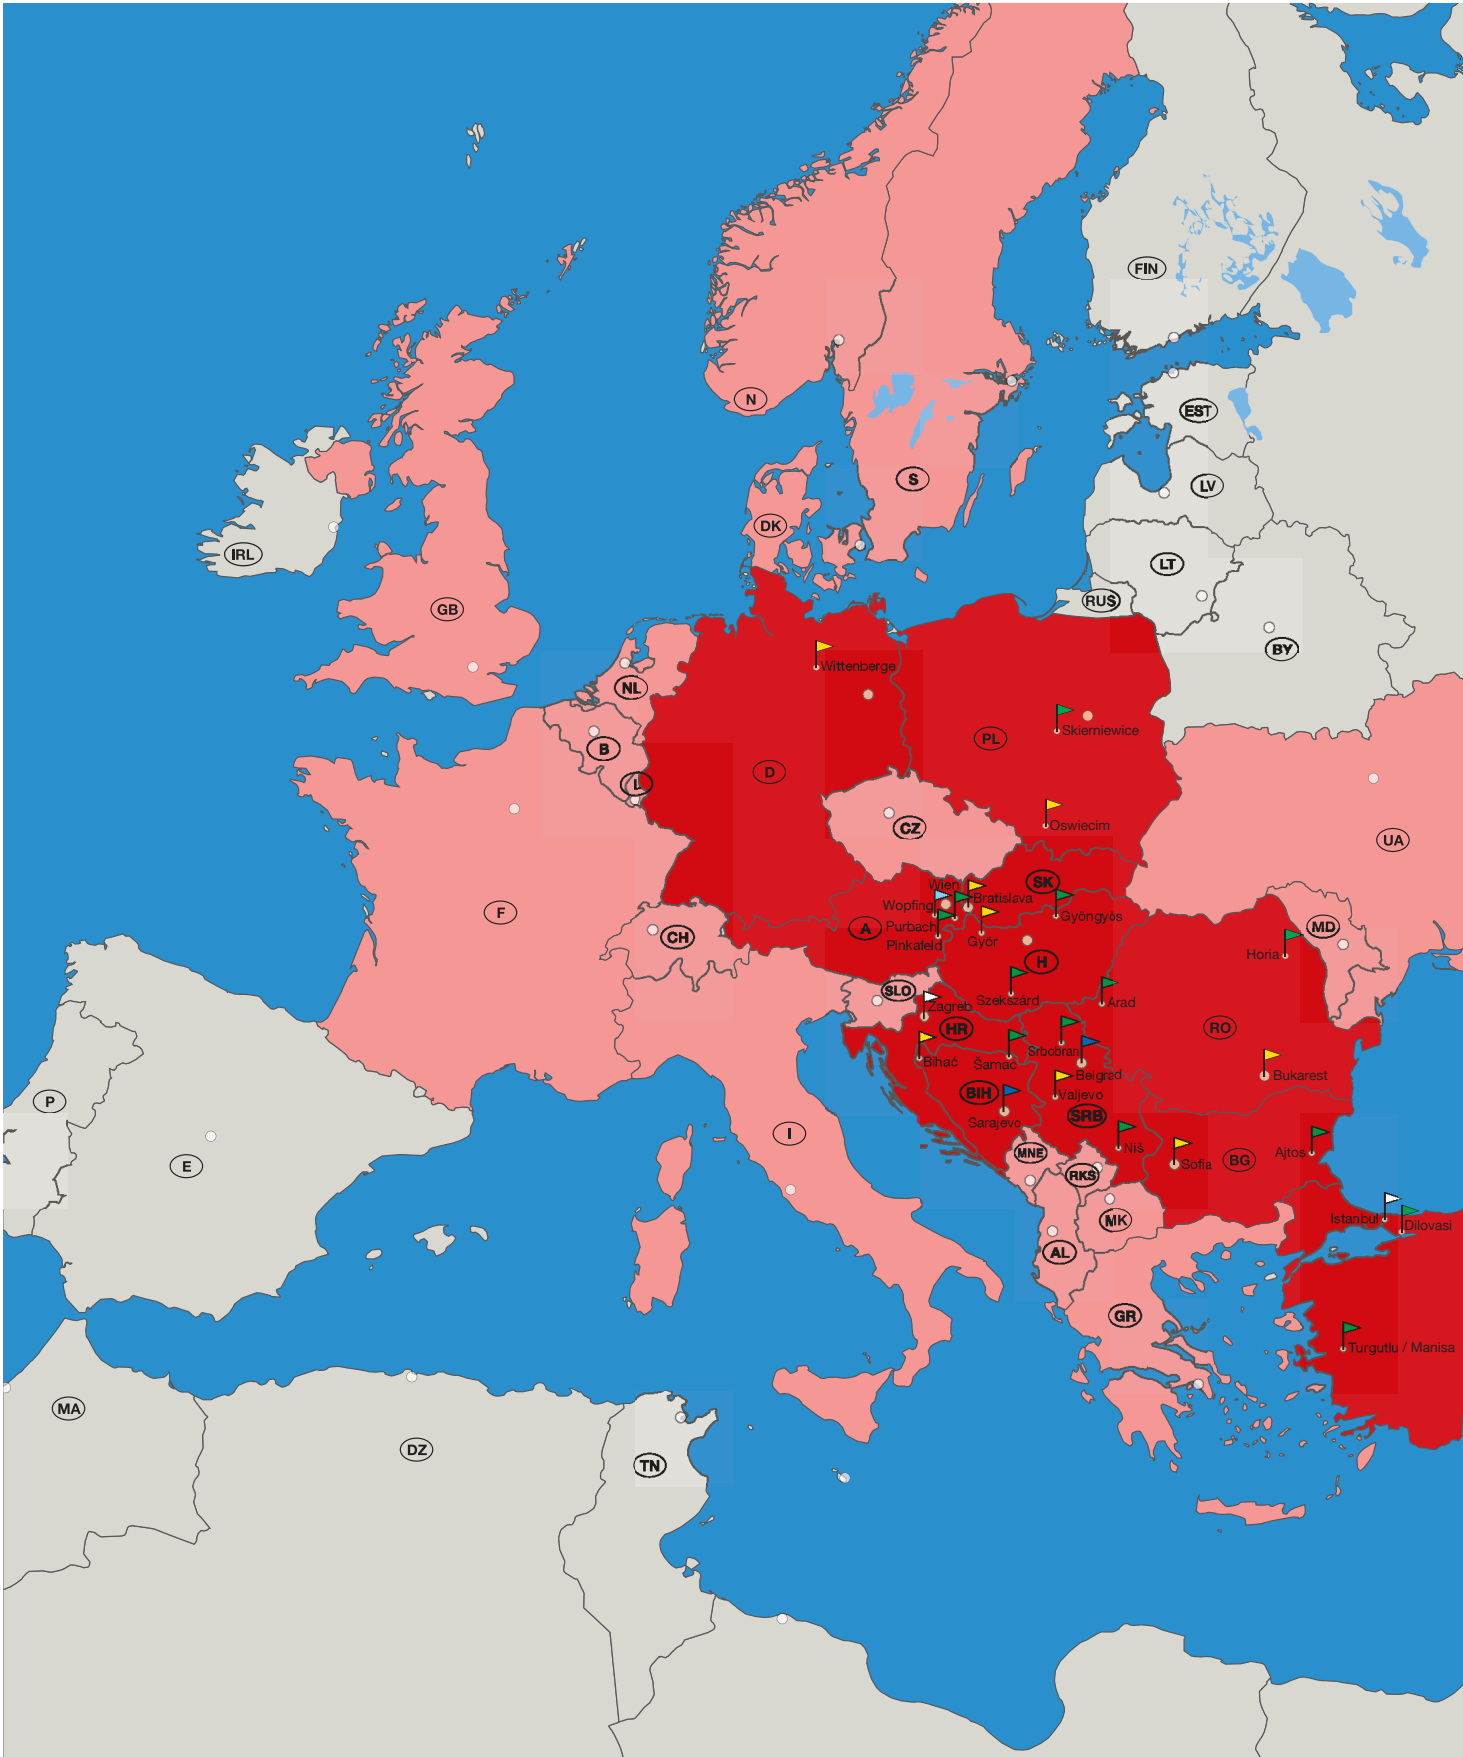 FIN
N
EST
S
LV
DK
IRL
LT
RUS
GB
BY
Wittenberge
NL
Skierniewice
PL
B
D
L
Oswiecim
CZ
UA
SK
Wien
Bratislava
Wopfing
F
Gyöngyös
Purbach
A
MD
CH
Györ
Pinkafeld
Horia
H
SLO
Szekszárd
Arad
Zagreb
HR
RO
Srbobran
Bihać
Šamac
Belgrad
Bukarest
BIH
Valjevo
P
SRB
Sarajevo
I
Niš
MNE
Ajtos
BG
E
Sofia
RKS
MK
Istanbul
Dilovasi
AL
GR
Turgutlu / Manisa
MA
DZ
TN